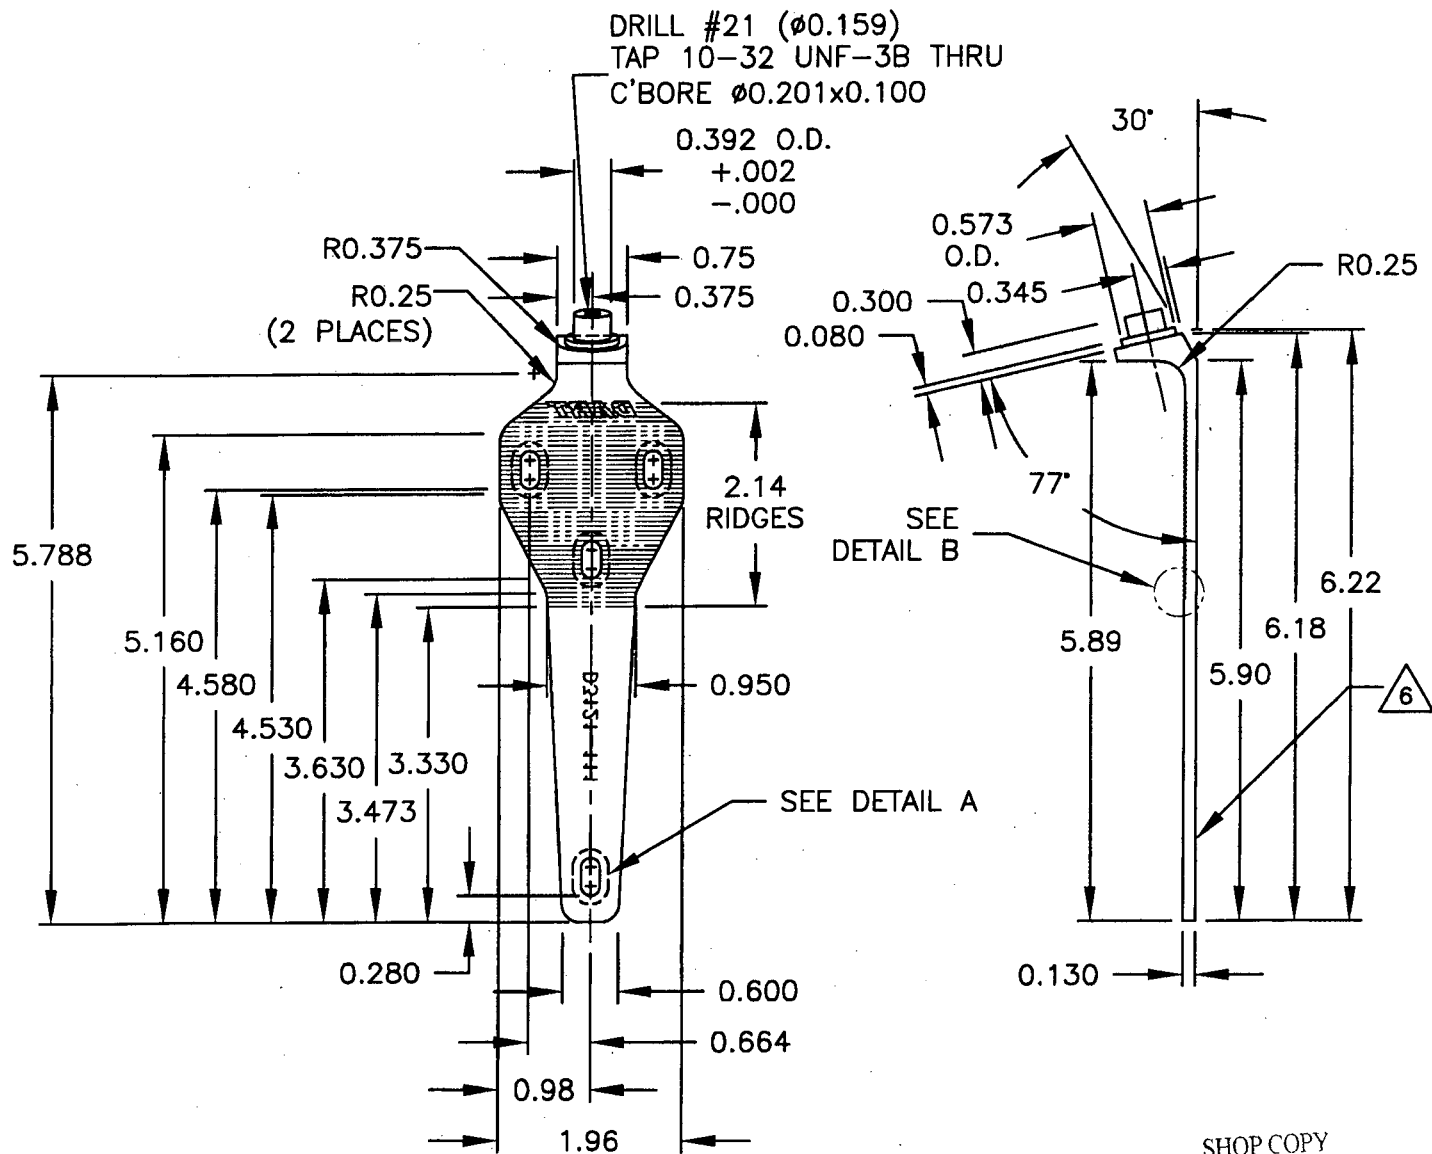 DRILL #21 (ø0.159)
TAP 10-32 UNF-3B THRU
C'BORE ø0.201x0.100
0.392 O.D.
+.002
-.000
R0.375
0.75
R0.25
(2 PLACES)
0.375
30°
0.573
O.D.
0.345
R0.25
0.300
0.080
77°
2.14
RIDGES
SEE
DETAIL B
5.788
5.160
4.580
4.530
3.630
3.330
3.473
0.950
5.89
6.22
6.18
5.90
6
SEE DETAIL A
0.280
0.600
0.130
0.664
0.98
1.96
SHOP COPY